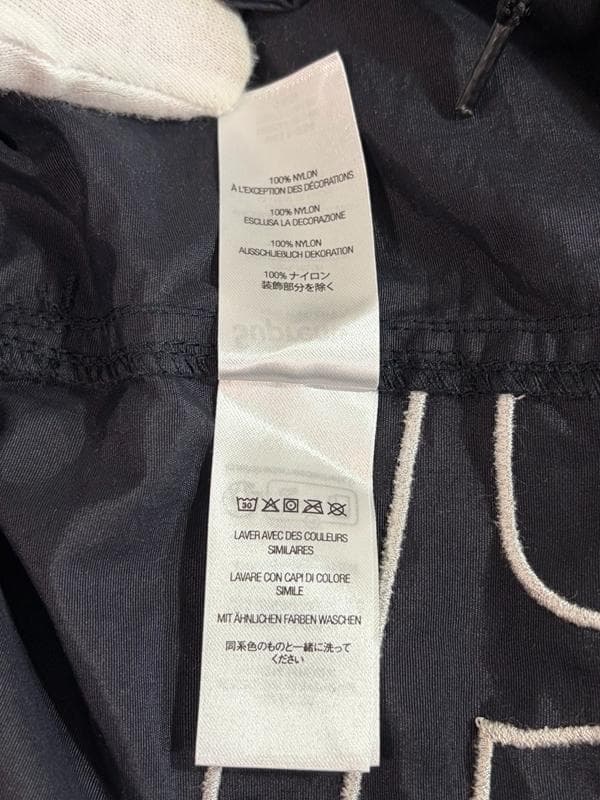 100% NYLON
À L'EXCEPTION DES DÉCORATIONS
100% NYLON
ESCLUSA LA DECORAZIONE
100% NYLON
AUSSCHLIEßLICH DEKORATION
100% ナイロン
装飾部分を除く
Supreme
30
LAVER AVEC DES COULEURS
SIMILAIRES
LAVARE CON CAPI DI COLORE
SIMILE
MIT ÄHNLICHEN FARBEN WASCHEN
同系色のものと一緒に洗って
ください